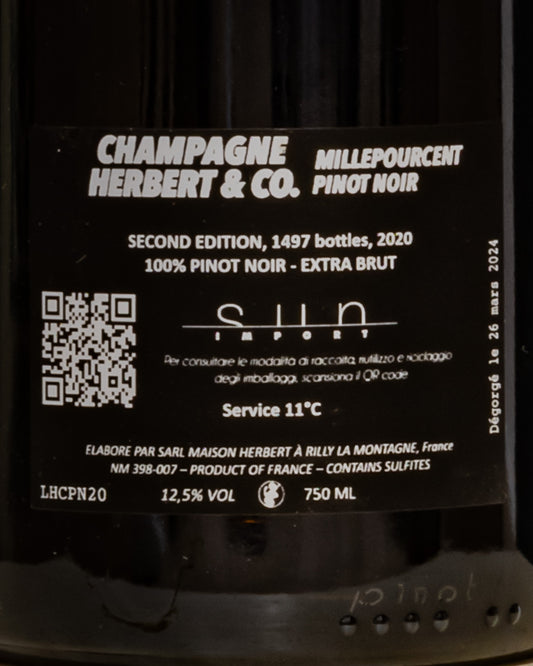 CHAMPAGNE
HERBERT & CO.
MILLEPOURCENT
PINOT NOIR
SECOND EDITION, 1497 bottles, 2020
100% PINOT NOIR - EXTRA BRUT
sun
IMPORT
Per consultare le modalità di raccolta, riutilizzo e riciclaggio
degli imballaggi, scansiona il QR code
Service 11°C
ELABORE PAR SARL MAISON HERBERT À RILLY LA MONTAGNE, France
NM 398-007 – PRODUCT OF FRANCE – CONTAINS SULFITES
LHCPN20 12,5% VOL 750 ML
Dégorgé le 26 mars 2024
pinot